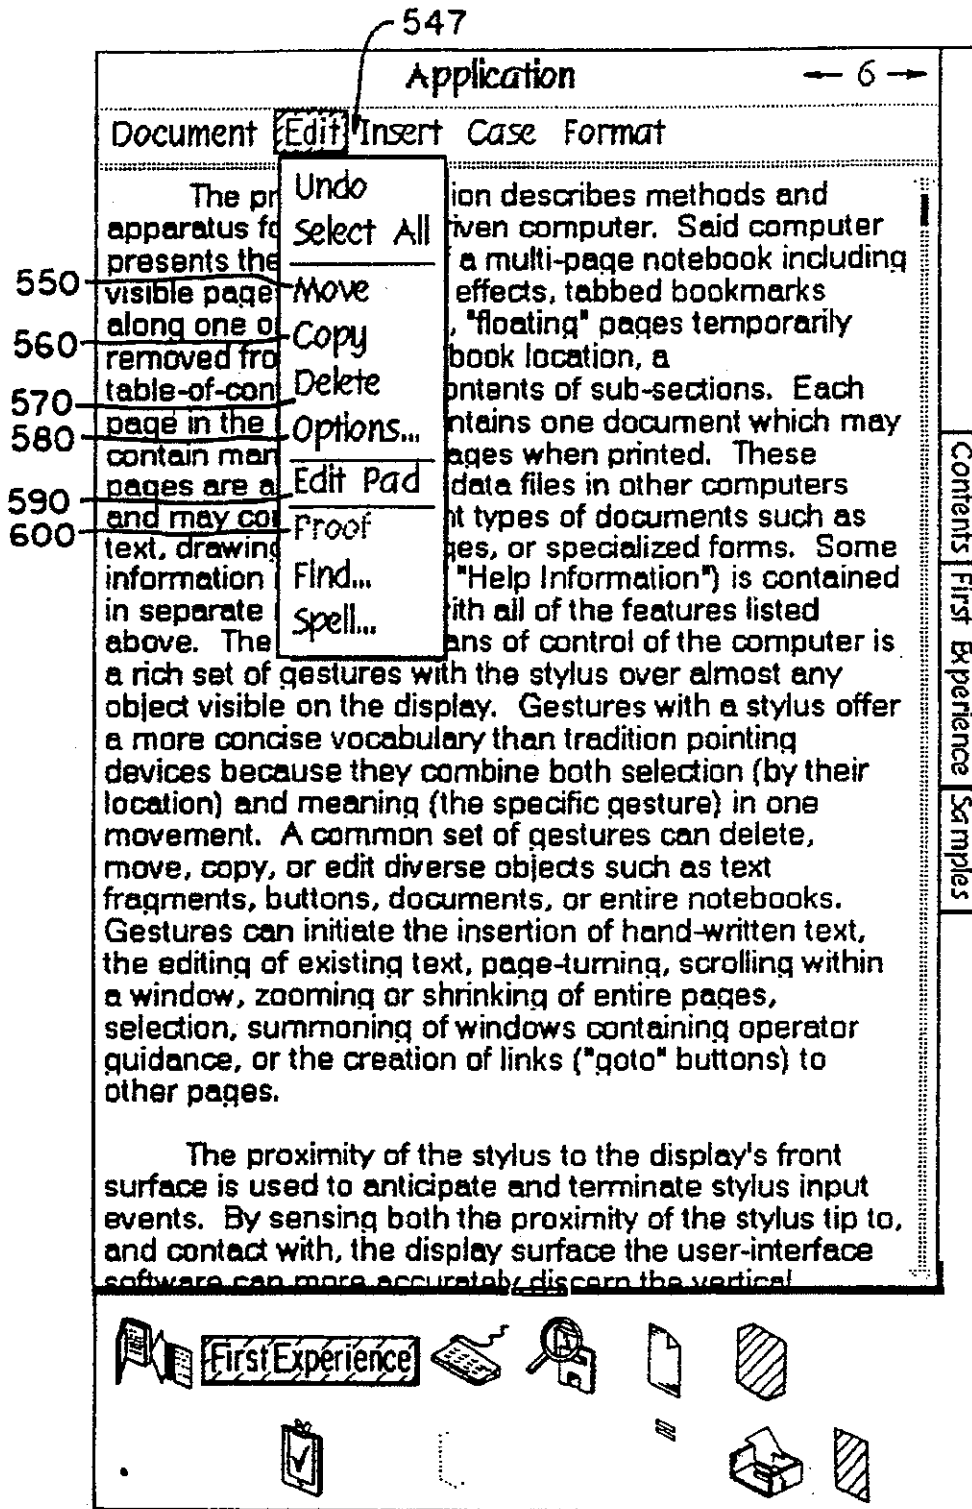 547
Application ← 6 →
Document Edit Insert Case Format
Undo
Select All
550 Move
560 Copy
570 Delete
580 Options...
590 Edit Pad
600 Proof
Find...
Spell...
The pr ion describes methods and
apparatus fo riven computer. Said computer
presents the a multi-page notebook including
visible page effects, tabbed bookmarks
along one o , "floating" pages temporarily
removed fro book location, a
table-of-con ontents of sub-sections. Each
page in the ntains one document which may
contain man ages when printed. These
pages are a data files in other computers
and may con nt types of documents such as
text, drawing ges, or specialized forms. Some
information "Help Information") is contained
in separate ith all of the features listed
above. The ans of control of the computer is
a rich set of gestures with the stylus over almost any
object visible on the display. Gestures with a stylus offer
a more concise vocabulary than tradition pointing
devices because they combine both selection (by their
location) and meaning (the specific gesture) in one
movement. A common set of gestures can delete,
move, copy, or edit diverse objects such as text
fragments, buttons, documents, or entire notebooks.
Gestures can initiate the insertion of hand-written text,
the editing of existing text, page-turning, scrolling within
a window, zooming or shrinking of entire pages,
selection, summoning of windows containing operator
guidance, or the creation of links ("goto" buttons) to
other pages.
The proximity of the stylus to the display's front
surface is used to anticipate and terminate stylus input
events. By sensing both the proximity of the stylus tip to,
and contact with, the display surface the user-interface
software can more accurately discern the vertical
Contents
First Experience
Samples
First Experience